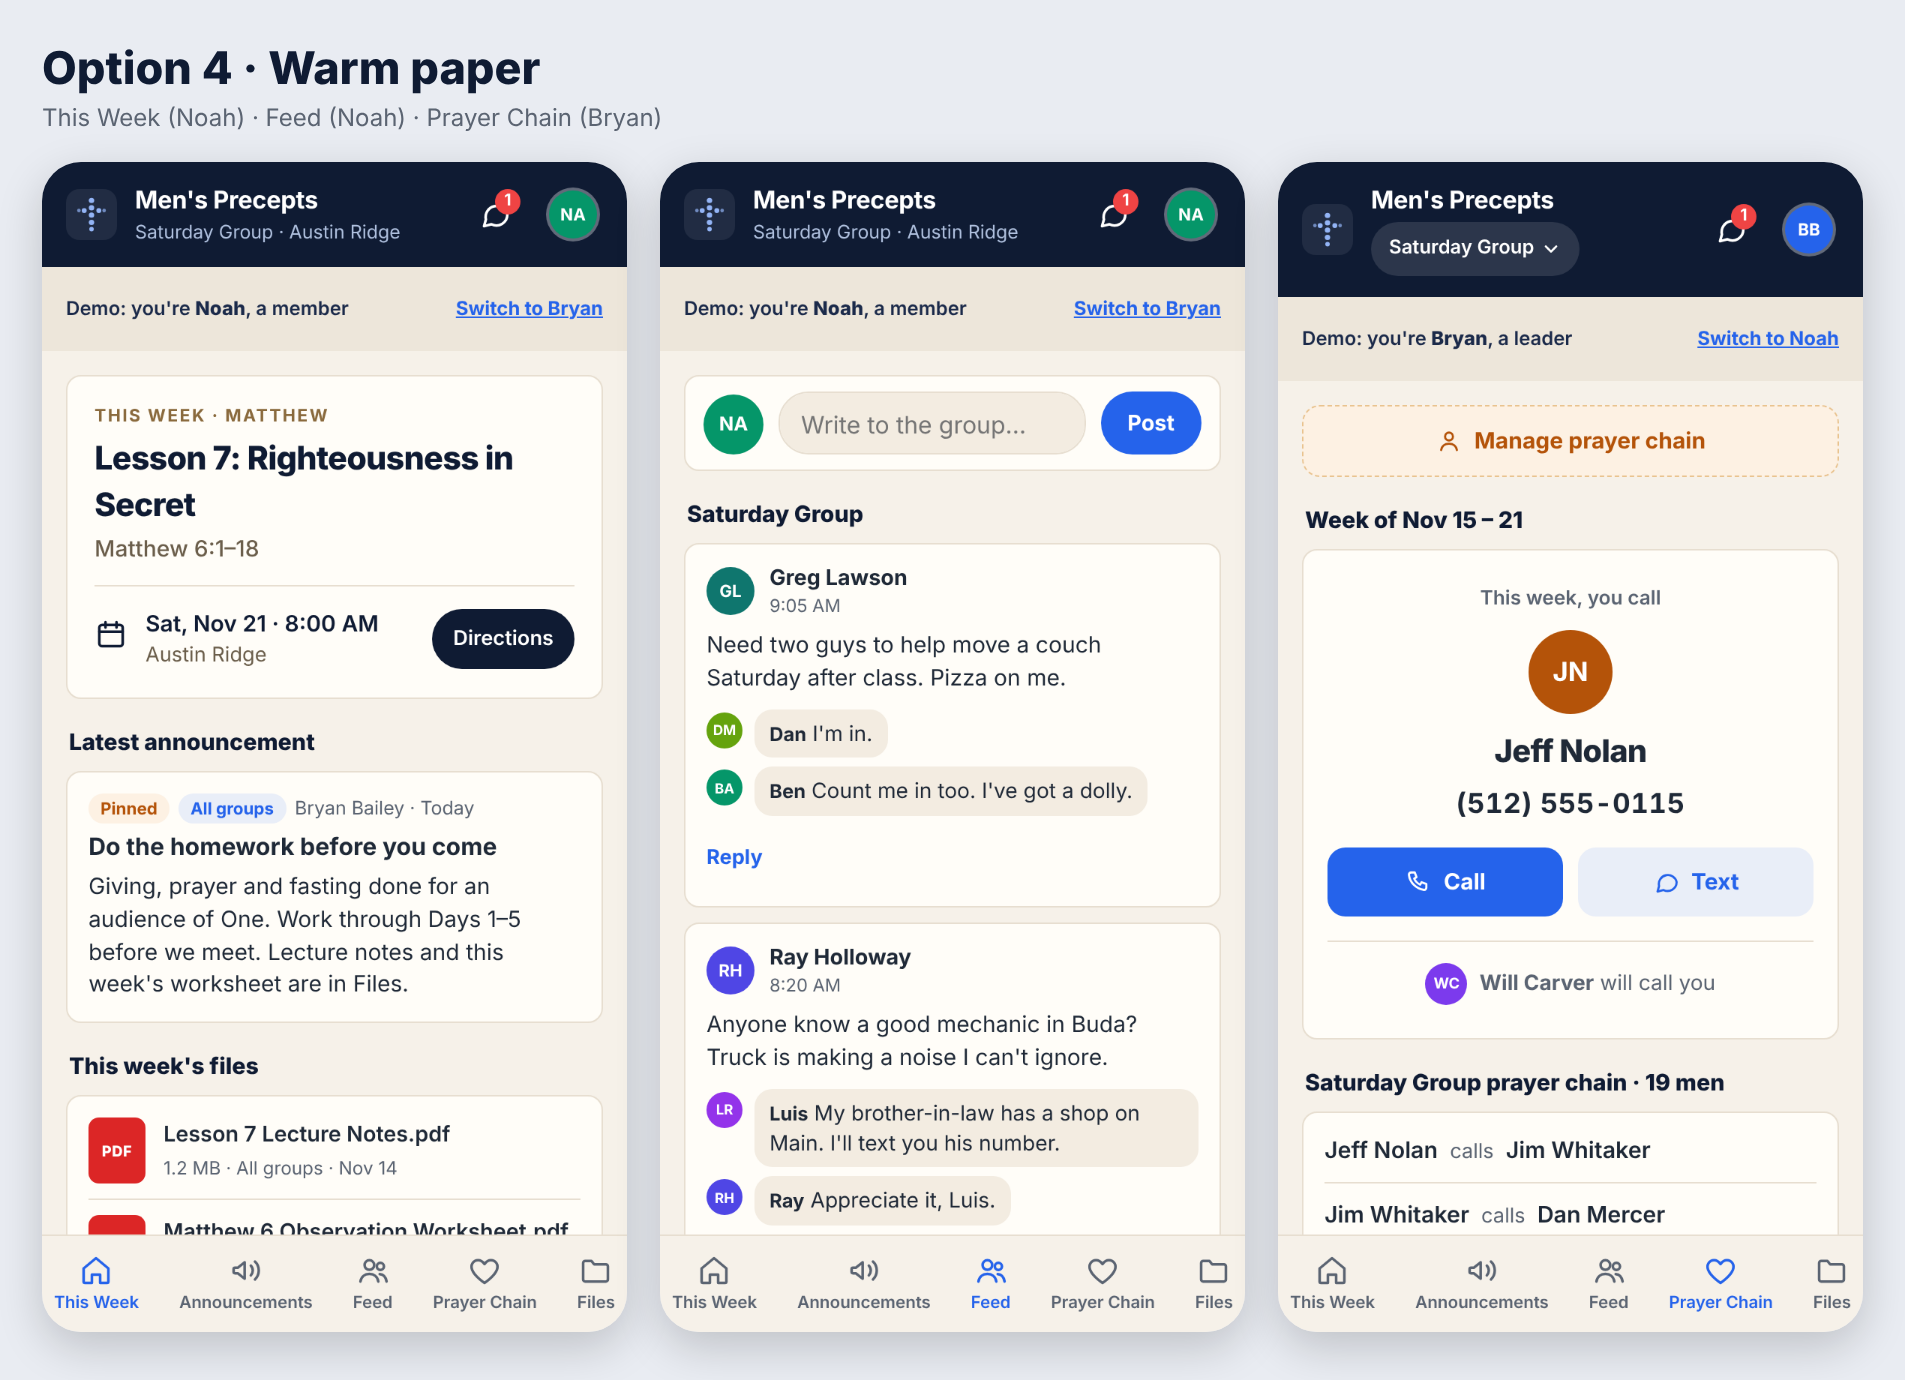 Option 4 · Warm paper
This Week (Noah) · Feed (Noah) · Prayer Chain (Bryan)
Men's Precepts
Saturday Group · Austin Ridge
1
NA
Demo: you're Noah, a member
Switch to Bryan
THIS WEEK · MATTHEW
Lesson 7: Righteousness in
Secret
Matthew 6:1–18
Sat, Nov 21 · 8:00 AM
Austin Ridge
Directions
Latest announcement
Pinned
All groups
Bryan Bailey · Today
Do the homework before you come
Giving, prayer and fasting done for an
audience of One. Work through Days 1–5
before we meet. Lecture notes and this
week's worksheet are in Files.
This week's files
PDF
Lesson 7 Lecture Notes.pdf
1.2 MB · All groups · Nov 14
Matthew 6 Observation Worksheet.pdf
This Week
Announcements
Feed
Prayer Chain
Files
Men's Precepts
Saturday Group · Austin Ridge
1
NA
Demo: you're Noah, a member
Switch to Bryan
NA
Write to the group...
Post
Saturday Group
GL
Greg Lawson
9:05 AM
Need two guys to help move a couch
Saturday after class. Pizza on me.
DM
Dan I'm in.
BA
Ben Count me in too. I've got a dolly.
Reply
RH
Ray Holloway
8:20 AM
Anyone know a good mechanic in Buda?
Truck is making a noise I can't ignore.
LR
Luis My brother-in-law has a shop on
Main. I'll text you his number.
RH
Ray Appreciate it, Luis.
This Week
Announcements
Feed
Prayer Chain
Files
Men's Precepts
Saturday Group
1
BB
Demo: you're Bryan, a leader
Switch to Noah
Manage prayer chain
Week of Nov 15 – 21
This week, you call
JN
Jeff Nolan
(512) 555-0115
Call
Text
WC
Will Carver will call you
Saturday Group prayer chain · 19 men
Jeff Nolan calls Jim Whitaker
Jim Whitaker calls Dan Mercer
This Week
Announcements
Feed
Prayer Chain
Files